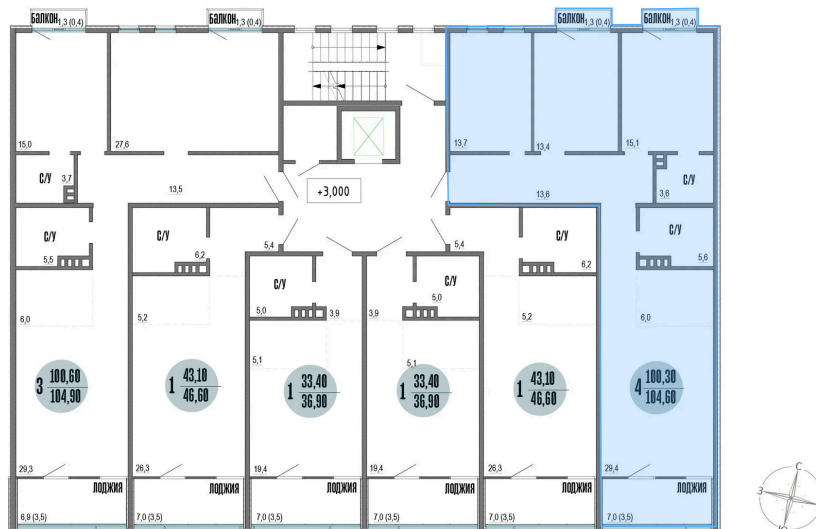 БАЛКОН 1,3 (0,4)
БАЛКОН 1,3 (0,4)
БАЛКОН 1,3 (0,4)
БАЛКОН 1,3 (0,4)
15,0
27,6
13,7
13,4
15,1
С/У
3,7
13,5
+3,000
13,6
С/У
3,6
С/У
5,5
С/У
6,2
5,4
5,4
С/У
6,2
С/У
5,6
С/У
5,0
3,9
3,9
С/У
5,0
6,0
5,2
5,1
5,1
5,2
6,0
3 100,60
104,90
1 43,10
46,60
1 33,40
36,90
1 33,40
36,90
1 43,10
46,60
4 100,30
104,60
29,3
26,3
19,4
19,4
26,3
29,4
ЛОДЖИЯ
ЛОДЖИЯ
ЛОДЖИЯ
ЛОДЖИЯ
ЛОДЖИЯ
ЛОДЖИЯ
6,9 (3,5)
7,0 (3,5)
7,0 (3,5)
7,0 (3,5)
7,0 (3,5)
7,0 (3,5)
С
З
Ю